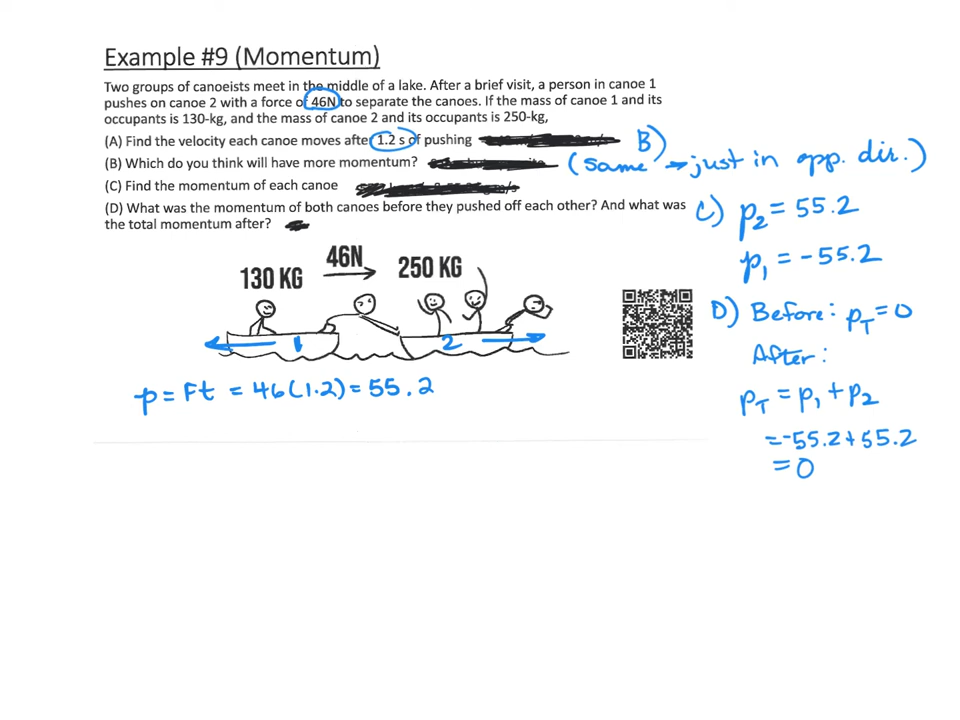 Example #9 (Momentum)
Two groups of canoeists meet in the middle of a lake. After a brief visit, a person in canoe 1
pushes on canoe 2 with a force of 46N to separate the canoes. If the mass of canoe 1 and its
occupants is 130-kg, and the mass of canoe 2 and its occupants is 250-kg,
(A) Find the velocity each canoe moves after 1.2 s of pushing
(B) Which do you think will have more momentum?
(C) Find the momentum of each canoe
(D) What was the momentum of both canoes before they pushed off each other? And what was
the total momentum after?
B)
(same → just in opp. dir.)
C) p₂ = 55.2
p₁ = -55.2
D) Before: pT = 0
After:
pT = p₁ + p₂
= -55.2 + 55.2
= 0
130 KG
46N
250 KG
1
2
p = Ft = 46(1.2) = 55.2